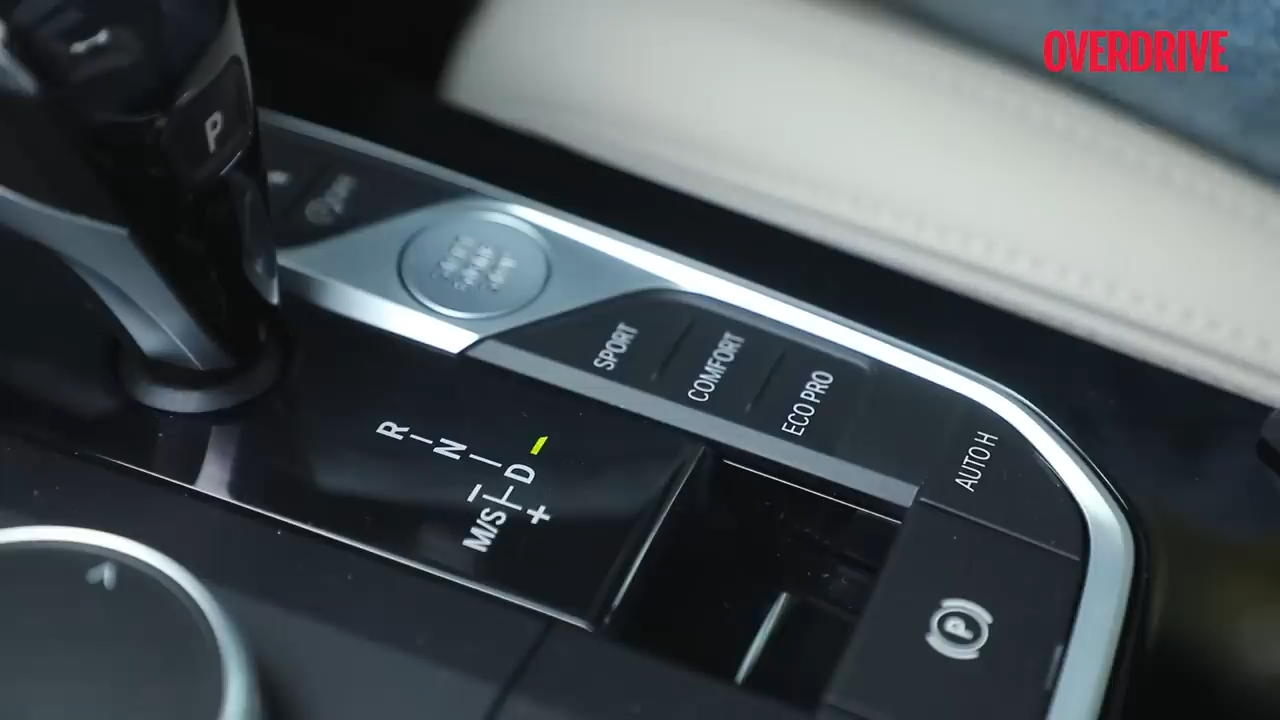 OVERDRIVE
P
SPORT
COMFORT
ECO PRO
AUTO H
R
N
D
M/S
+
P